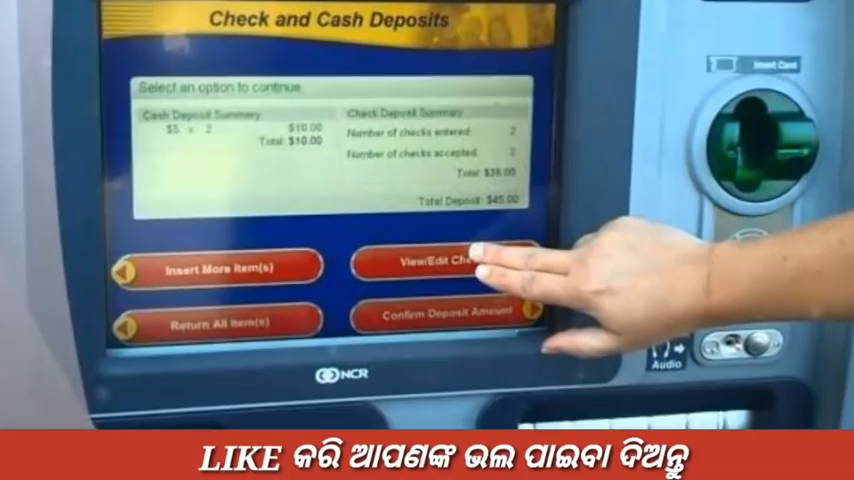 Check and Cash Deposits
Insert Card
Select an option to continue
Cash Deposit Summary
$5 x 2 $10.00
Total: $10.00
Check Deposit Summary
Number of checks entered: 2
Number of checks accepted: 2
Total: $35.00
Total Deposit: $45.00
Insert More Item(s)
View/Edit
Return All Item(s)
Confirm Deposit Amount
Audio
NCR
LIKE କରି ଆପଣଙ୍କ ଭଲ ପାଇବା ଦିଅନ୍ତୁ